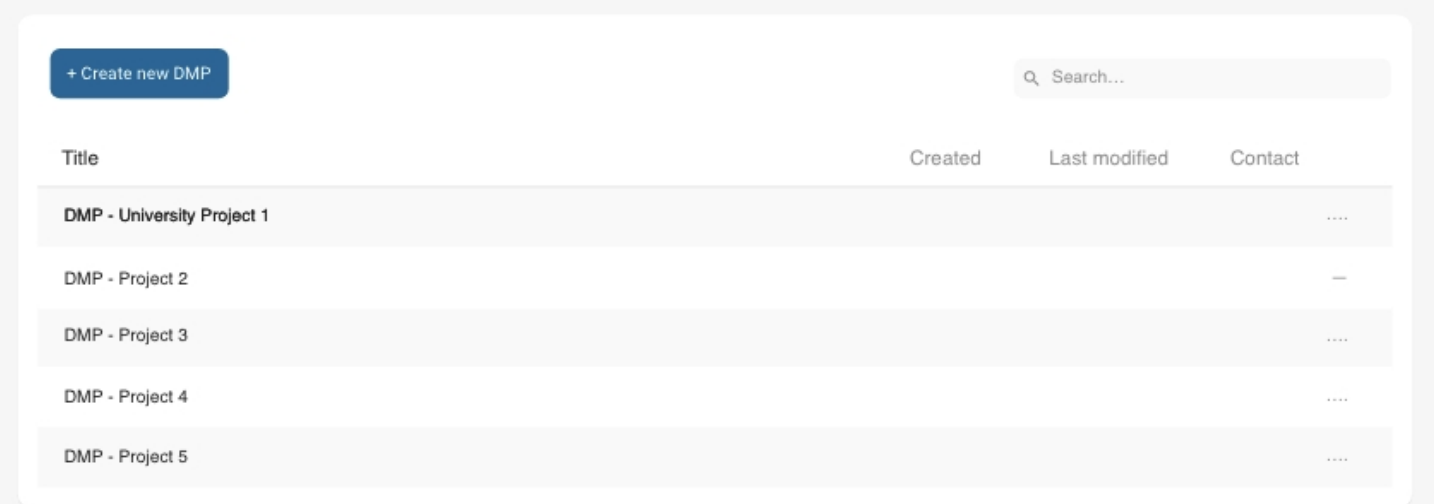 + Create new DMP
Search...
Title Created Last modified Contact
DMP - University Project 1 ....
DMP - Project 2 —
DMP - Project 3 ....
DMP - Project 4 ....
DMP - Project 5 ....